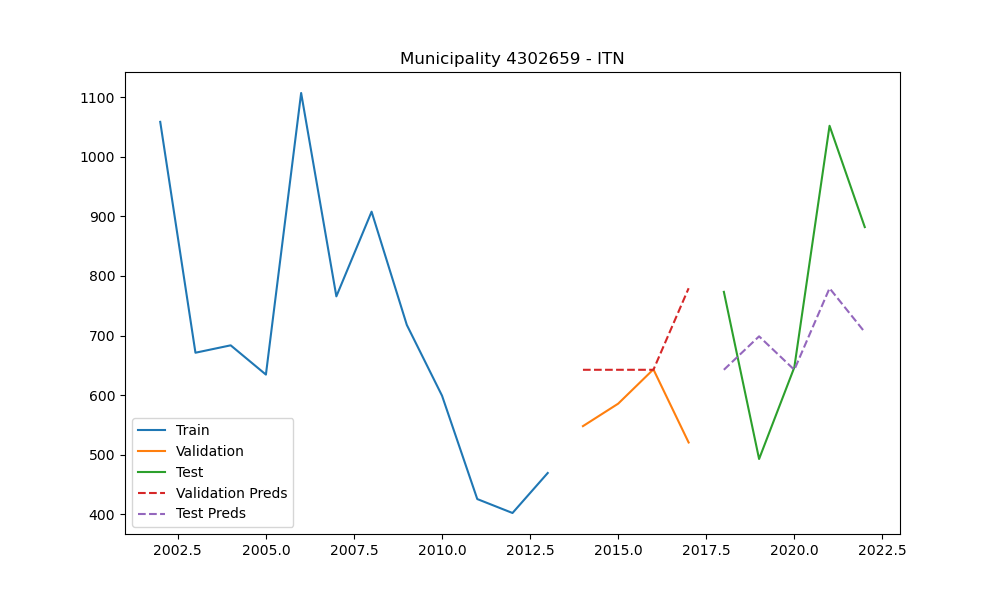 Municipality 4302659 - ITN
1100
1000
900
800
700
600
500
400
Train
Validation
Test
Validation Preds
Test Preds
2002.5 2005.0 2007.5 2010.0 2012.5 2015.0 2017.5 2020.0 2022.5